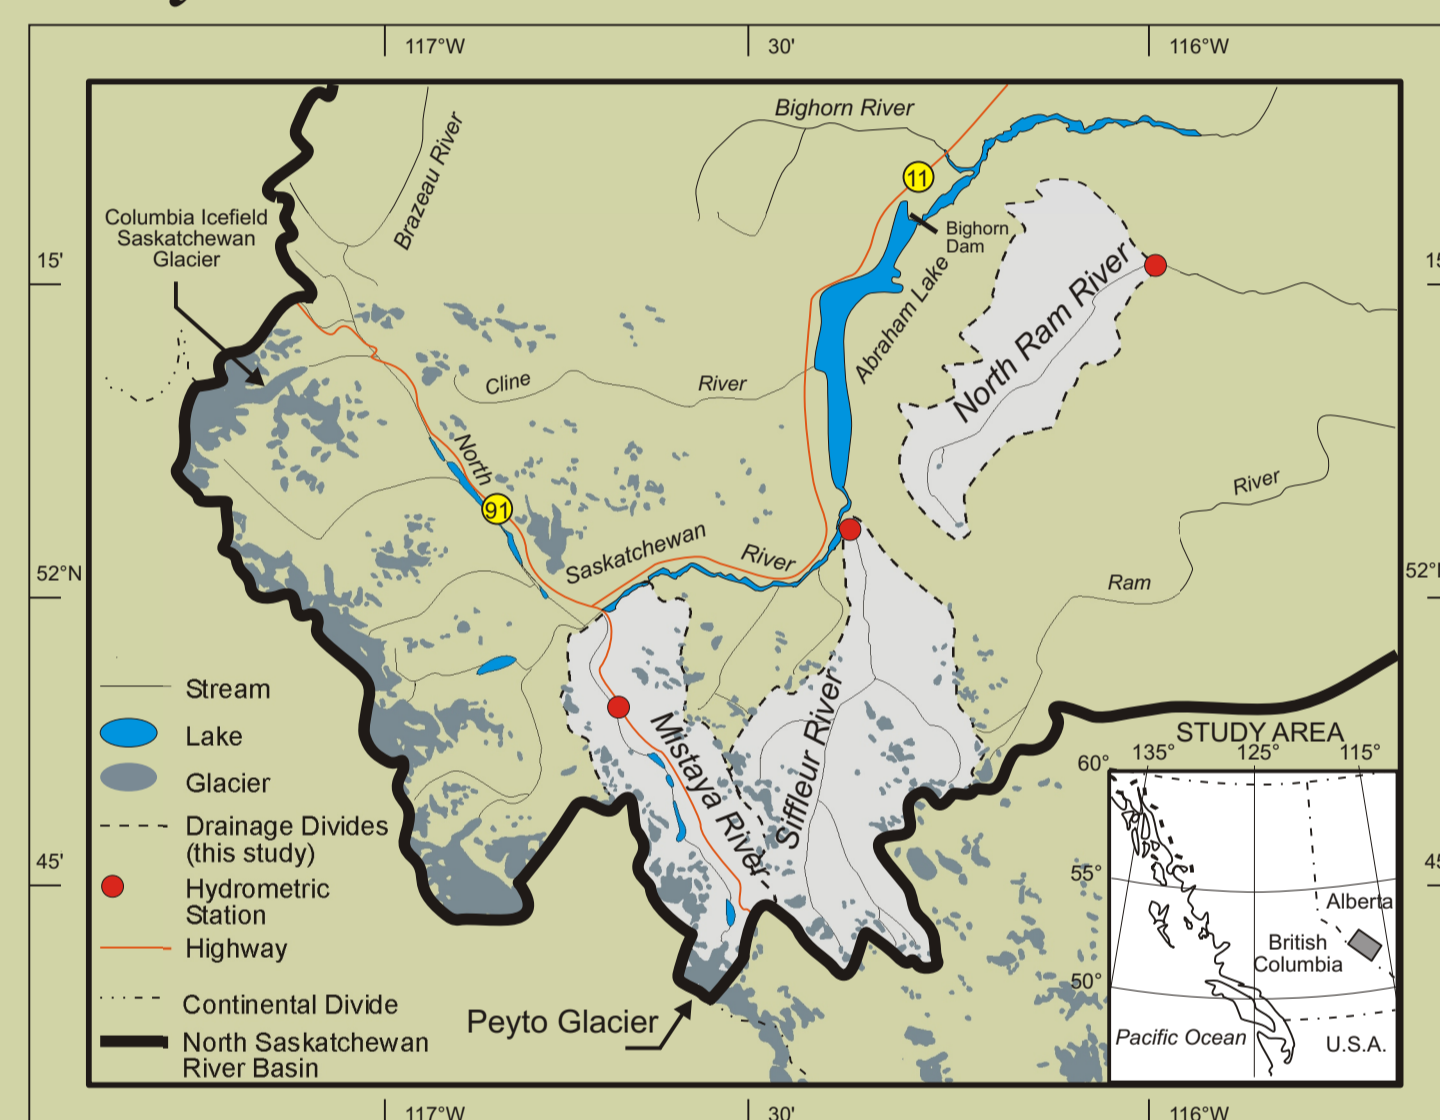 117°W
30'
116°W
Bighorn River
Brazeau River
11
Columbia Icefield
Saskatchewan
Glacier
Bighorn
Dam
15'
15
Abraham Lake
North Ram River
Cline
River
North
91
River
Saskatchewan
River
52°N
52°
Ram
Stream
Lake
Glacier
Drainage Divides
(this study)
Hydrometric
Station
Highway
Continental Divide
North Saskatchewan
River Basin
45'
45
Mistaya River
Siffleur River
Peyto Glacier
STUDY AREA
135°
125°
115°
60°
55°
50°
Alberta
British
Columbia
Pacific Ocean
U.S.A.
117°W
30'
116°W